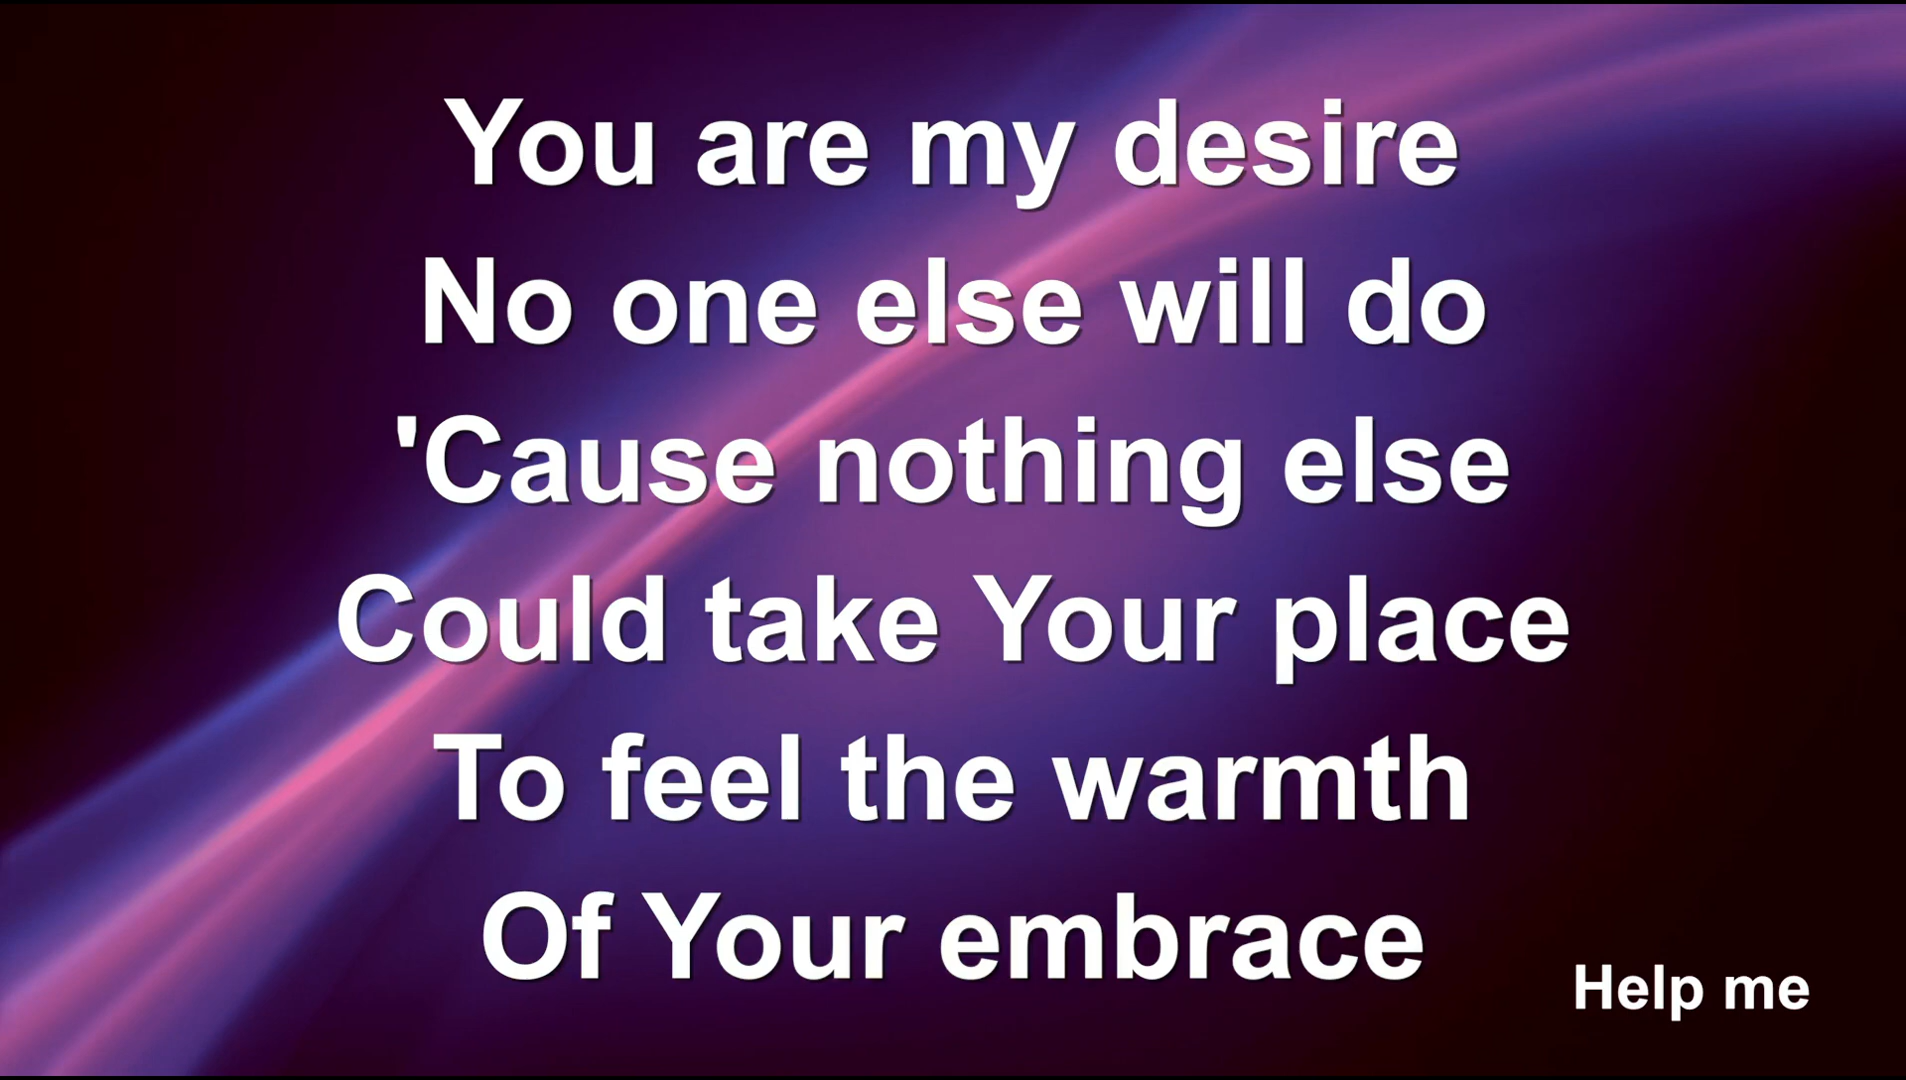 You are my desire
No one else will do
'Cause nothing else
Could take Your place
To feel the warmth
Of Your embrace
Help me